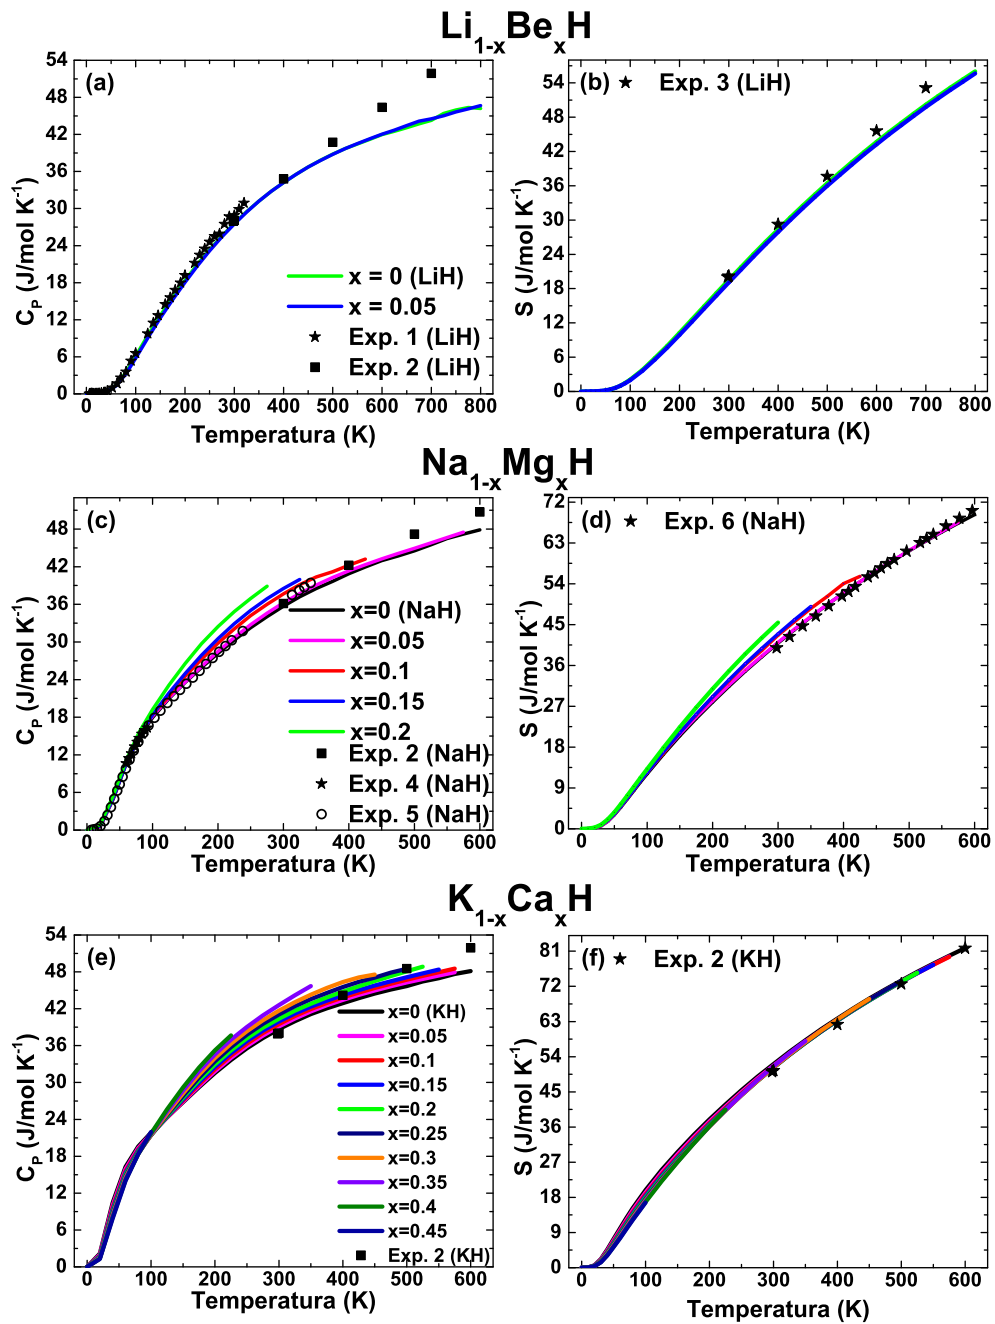 Li1-xBexH
(a)
54
48
42
36
30
24
18
12
6
0
CP (J/mol K-1)
x = 0 (LiH)
x = 0.05
Exp. 1 (LiH)
Exp. 2 (LiH)
0 100 200 300 400 500 600 700 800
Temperatura (K)
(b)
Exp. 3 (LiH)
54
48
42
36
30
24
18
12
6
0
S (J/mol K-1)
0 100 200 300 400 500 600 700 800
Temperatura (K)
Na1-xMgxH
(c)
48
42
36
30
24
18
12
6
0
CP (J/mol K-1)
x=0 (NaH)
x=0.05
x=0.1
x=0.15
x=0.2
Exp. 2 (NaH)
Exp. 4 (NaH)
Exp. 5 (NaH)
0 100 200 300 400 500 600
Temperatura (K)
(d)
Exp. 6 (NaH)
72
63
54
45
36
27
18
9
0
S (J/mol K-1)
0 100 200 300 400 500 600
Temperatura (K)
K1-xCaxH
(e)
54
48
42
36
30
24
18
12
6
0
CP (J/mol K-1)
x=0 (KH)
x=0.05
x=0.1
x=0.15
x=0.2
x=0.25
x=0.3
x=0.35
x=0.4
x=0.45
Exp. 2 (KH)
0 100 200 300 400 500 600
Temperatura (K)
(f)
Exp. 2 (KH)
81
72
63
54
45
36
27
18
9
0
S (J/mol K-1)
0 100 200 300 400 500 600
Temperatura (K)